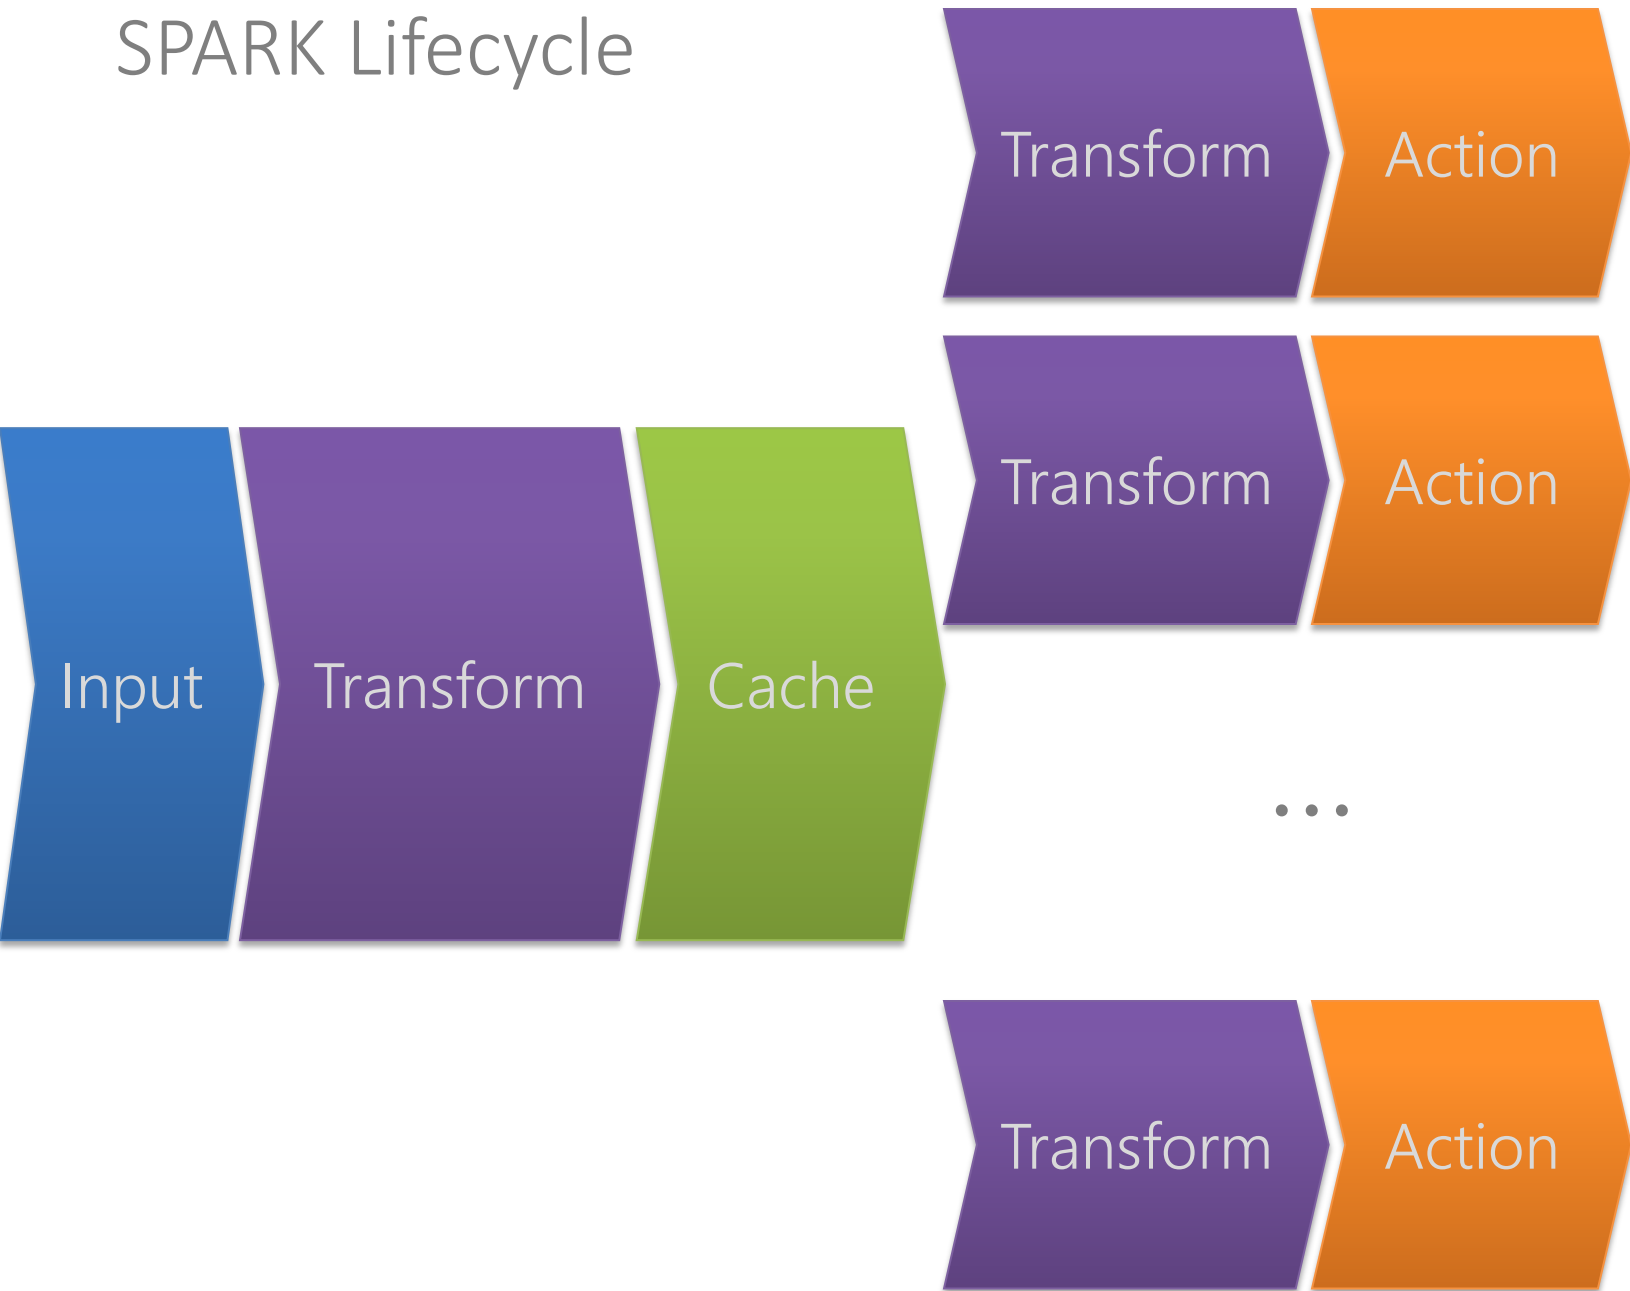 SPARK Lifecycle
Transform
Action
Transform
Action
Input
Transform
Cache
...
Transform
Action